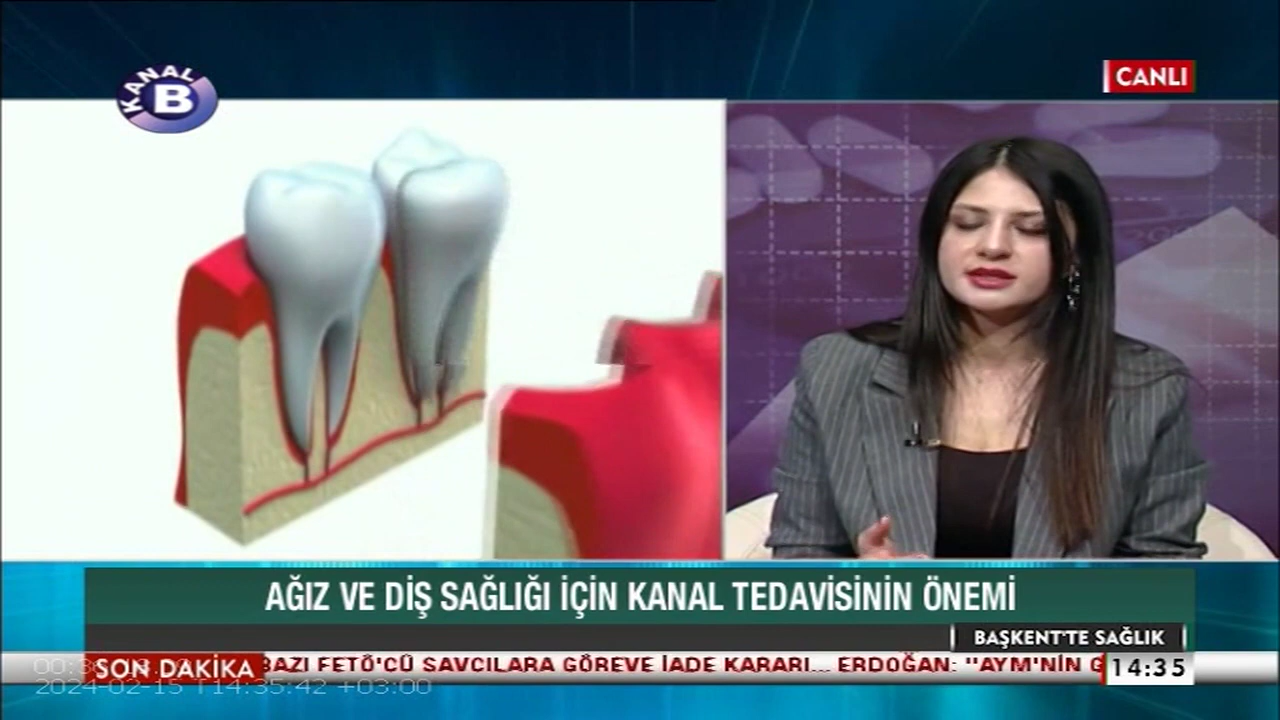 KANAL B
CANLI
AĞIZ VE DİŞ SAĞLIĞI İÇİN KANAL TEDAVİSİNİN ÖNEMİ
BAŞKENT'TE SAĞLIK
SON DAKİKA
BAZI FETÖ'CÜ SAVCILARA GÖREVE İADE KARARI... ERDOĞAN: "AYM'NİN G
14:35
2024-02-15 T14:35:42 +03:00